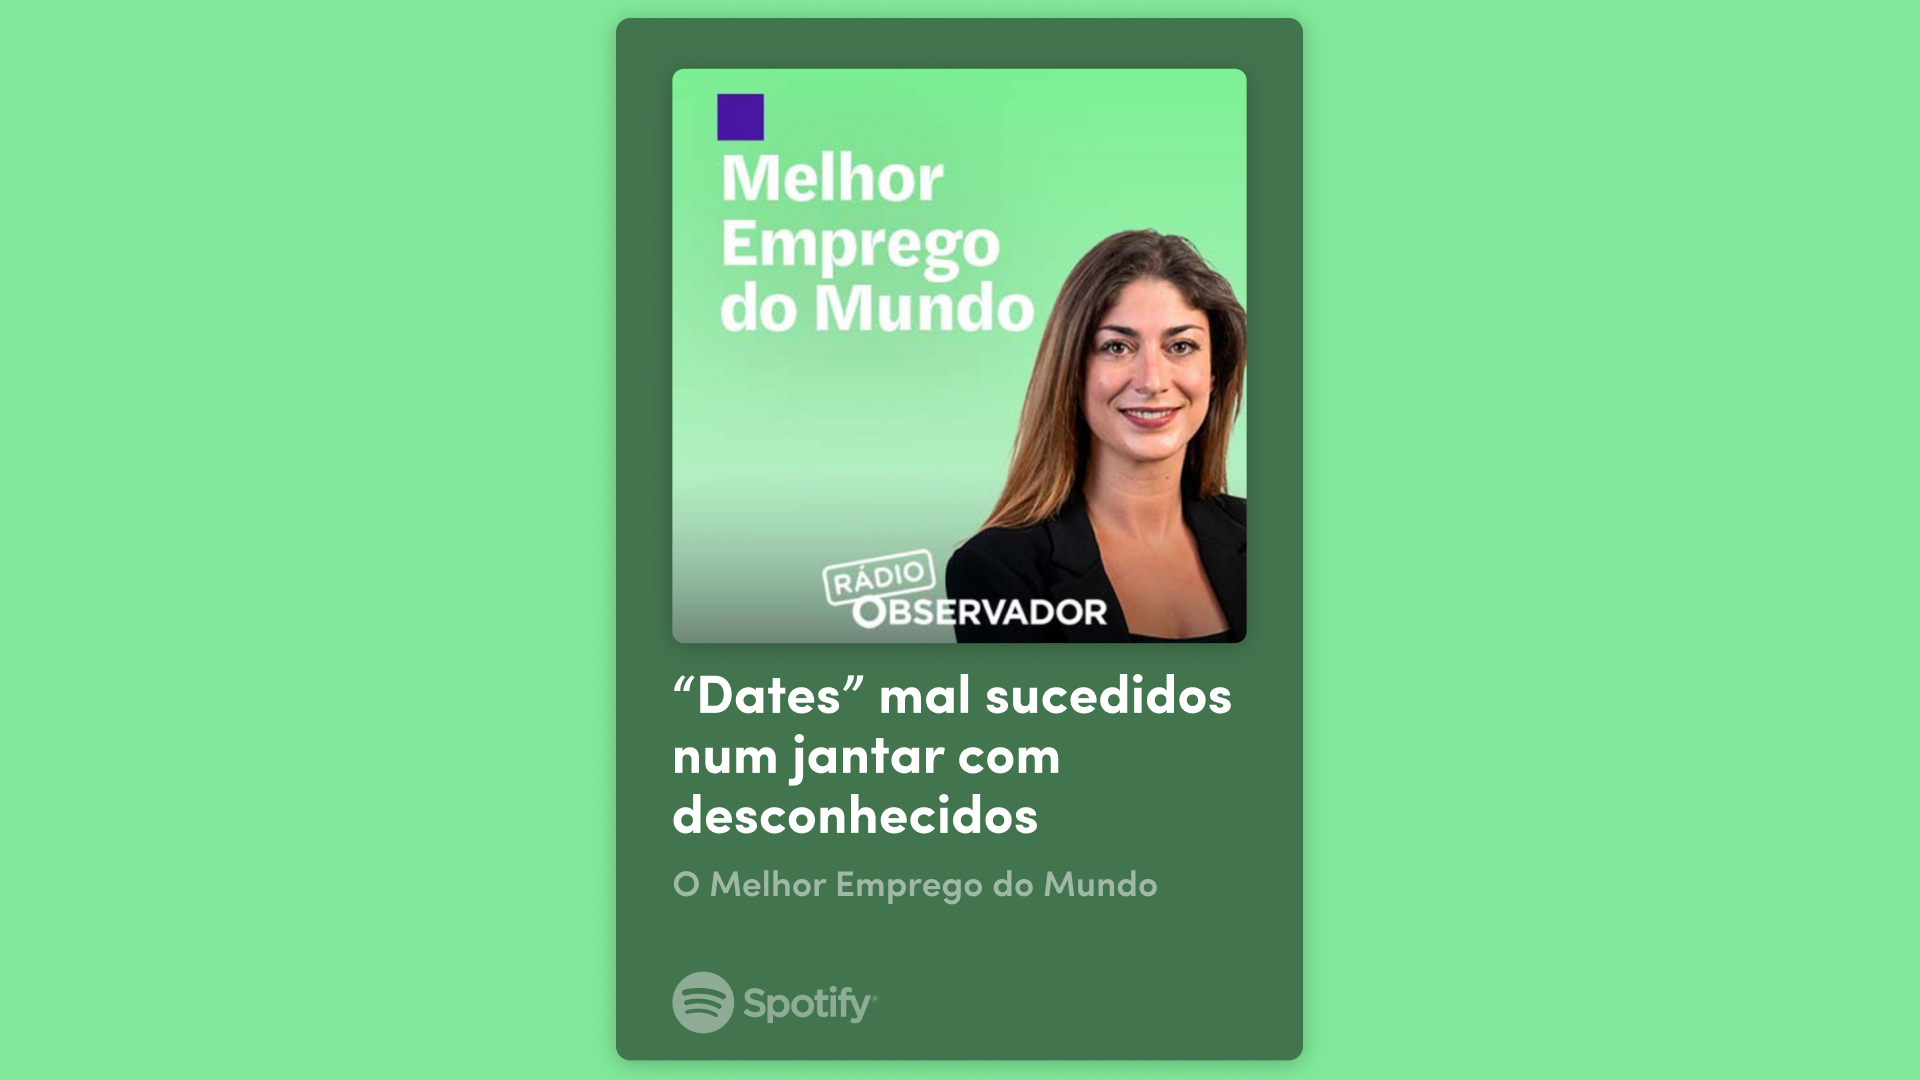 Melhor
Emprego
do Mundo
RÁDIO
OBSERVADOR
“Dates” mal sucedidos
num jantar com
desconhecidos
O Melhor Emprego do Mundo
Spotify®